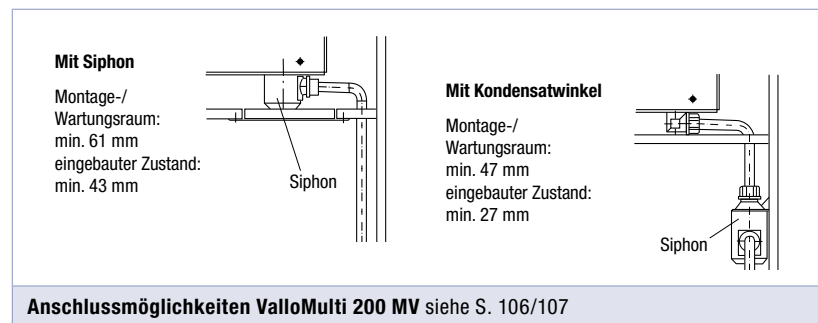 Mit Siphon
Montage-/
Wartungsraum:
min. 61 mm
eingebauter Zustand:
min. 43 mm
Siphon
Mit Kondensatwinkel
Montage-/
Wartungsraum:
min. 47 mm
eingebauter Zustand:
min. 27 mm
Siphon
Anschlussmöglichkeiten ValloMulti 200 MV siehe S. 106/107